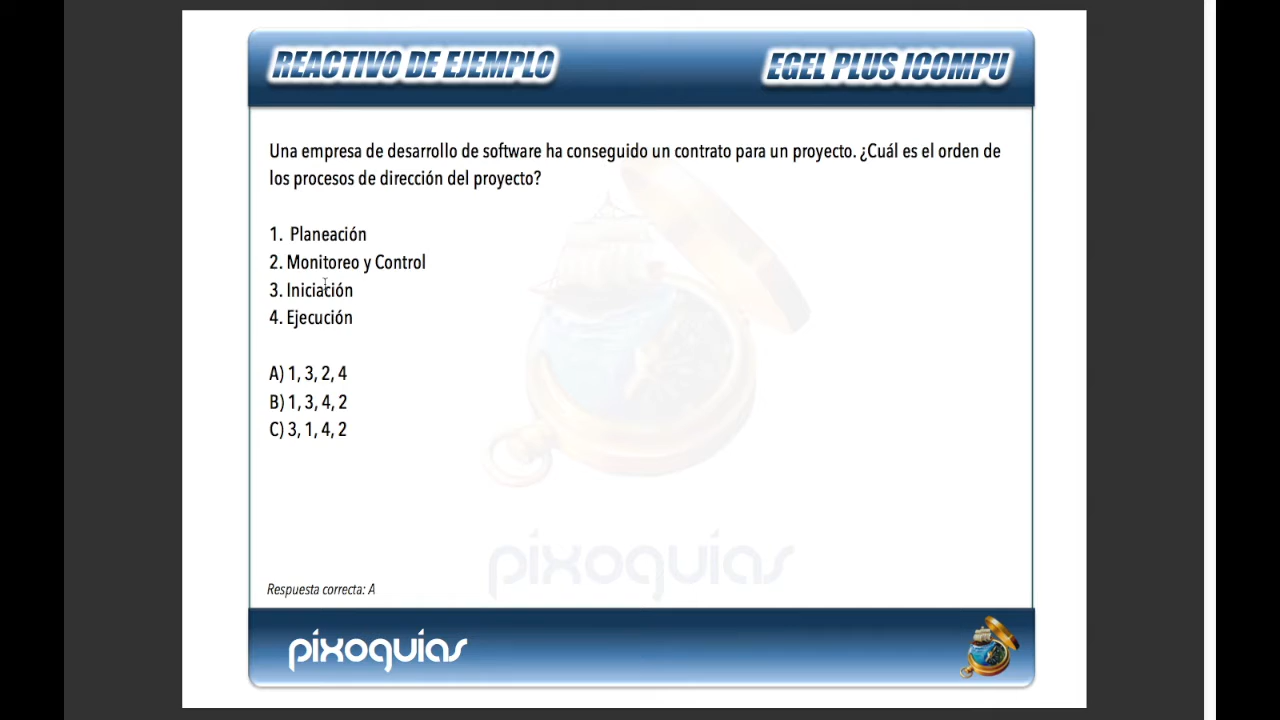 REACTIVO DE EJEMPLO
EGEL PLUS ICOMPU
Una empresa de desarrollo de software ha conseguido un contrato para un proyecto. ¿Cuál es el orden de
los procesos de dirección del proyecto?
1. Planeación
2. Monitoreo y Control
3. Iniciación
4. Ejecución
A) 1, 3, 2, 4
B) 1, 3, 4, 2
C) 3, 1, 4, 2
pixoguías
Respuesta correcta: A
pixoguías